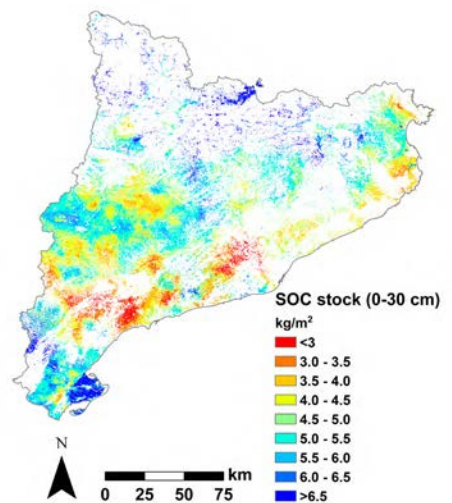 SOC stock (0-30 cm)
kg/m²
<3
3.0 - 3.5
3.5 - 4.0
4.0 - 4.5
4.5 - 5.0
5.0 - 5.5
5.5 - 6.0
6.0 - 6.5
>6.5
N
km
0 25 50 75